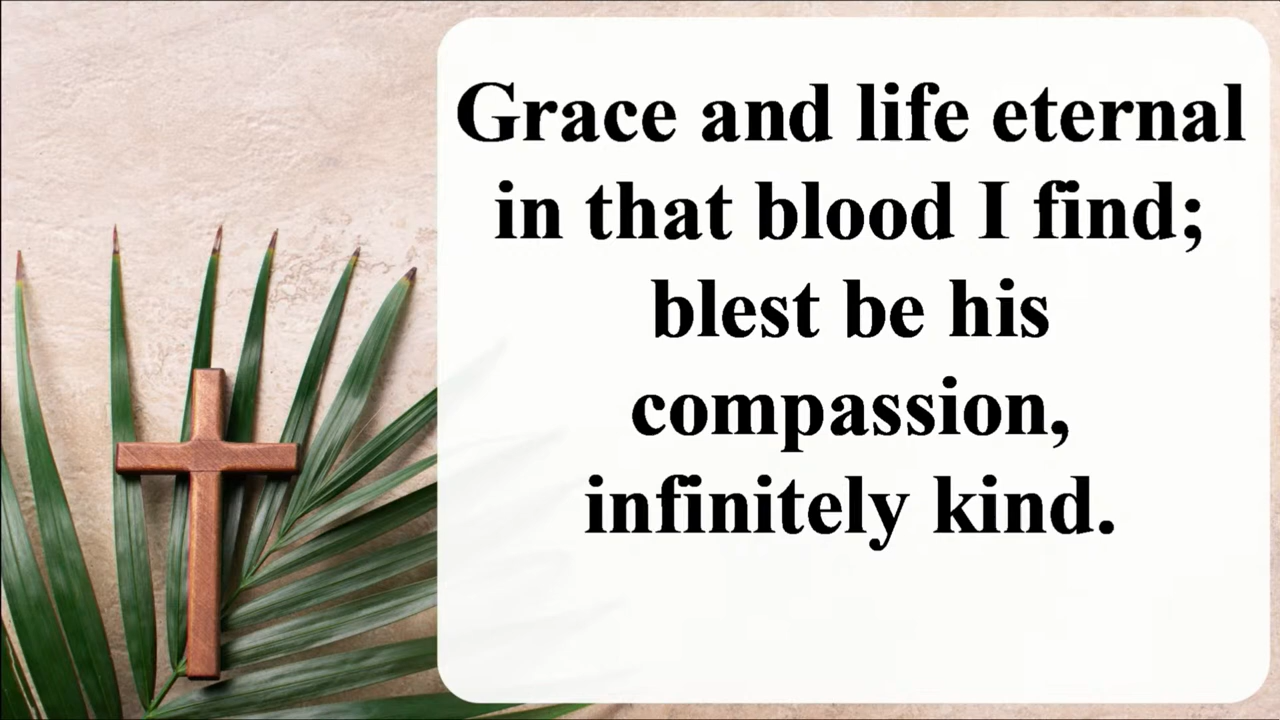 Grace and life eternal
in that blood I find;
blest be his
compassion,
infinitely kind.